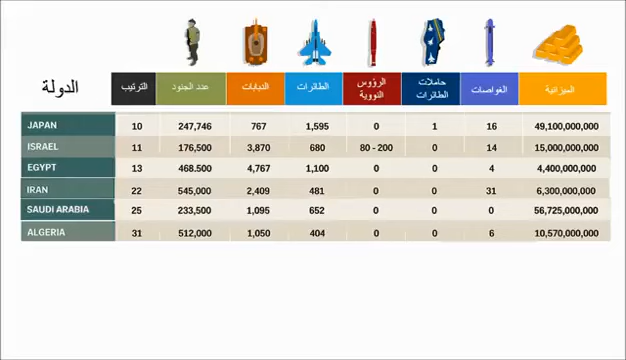 الدولة الترتيب عدد الجنود الدبابات الطائرات الرؤوس النووية حاملات الطائرات الغواصات الميزانية
JAPAN 10 247,746 767 1,595 0 1 16 49,100,000,000
ISRAEL 11 176,500 3,870 680 80 - 200 0 14 15,000,000,000
EGYPT 13 468.500 4,767 1,100 0 0 4 4,400,000,000
IRAN 22 545,000 2,409 481 0 0 31 6,300,000,000
SAUDI ARABIA 25 233,500 1,095 652 0 0 0 56,725,000,000
ALGERIA 31 512,000 1,050 404 0 0 6 10,570,000,000